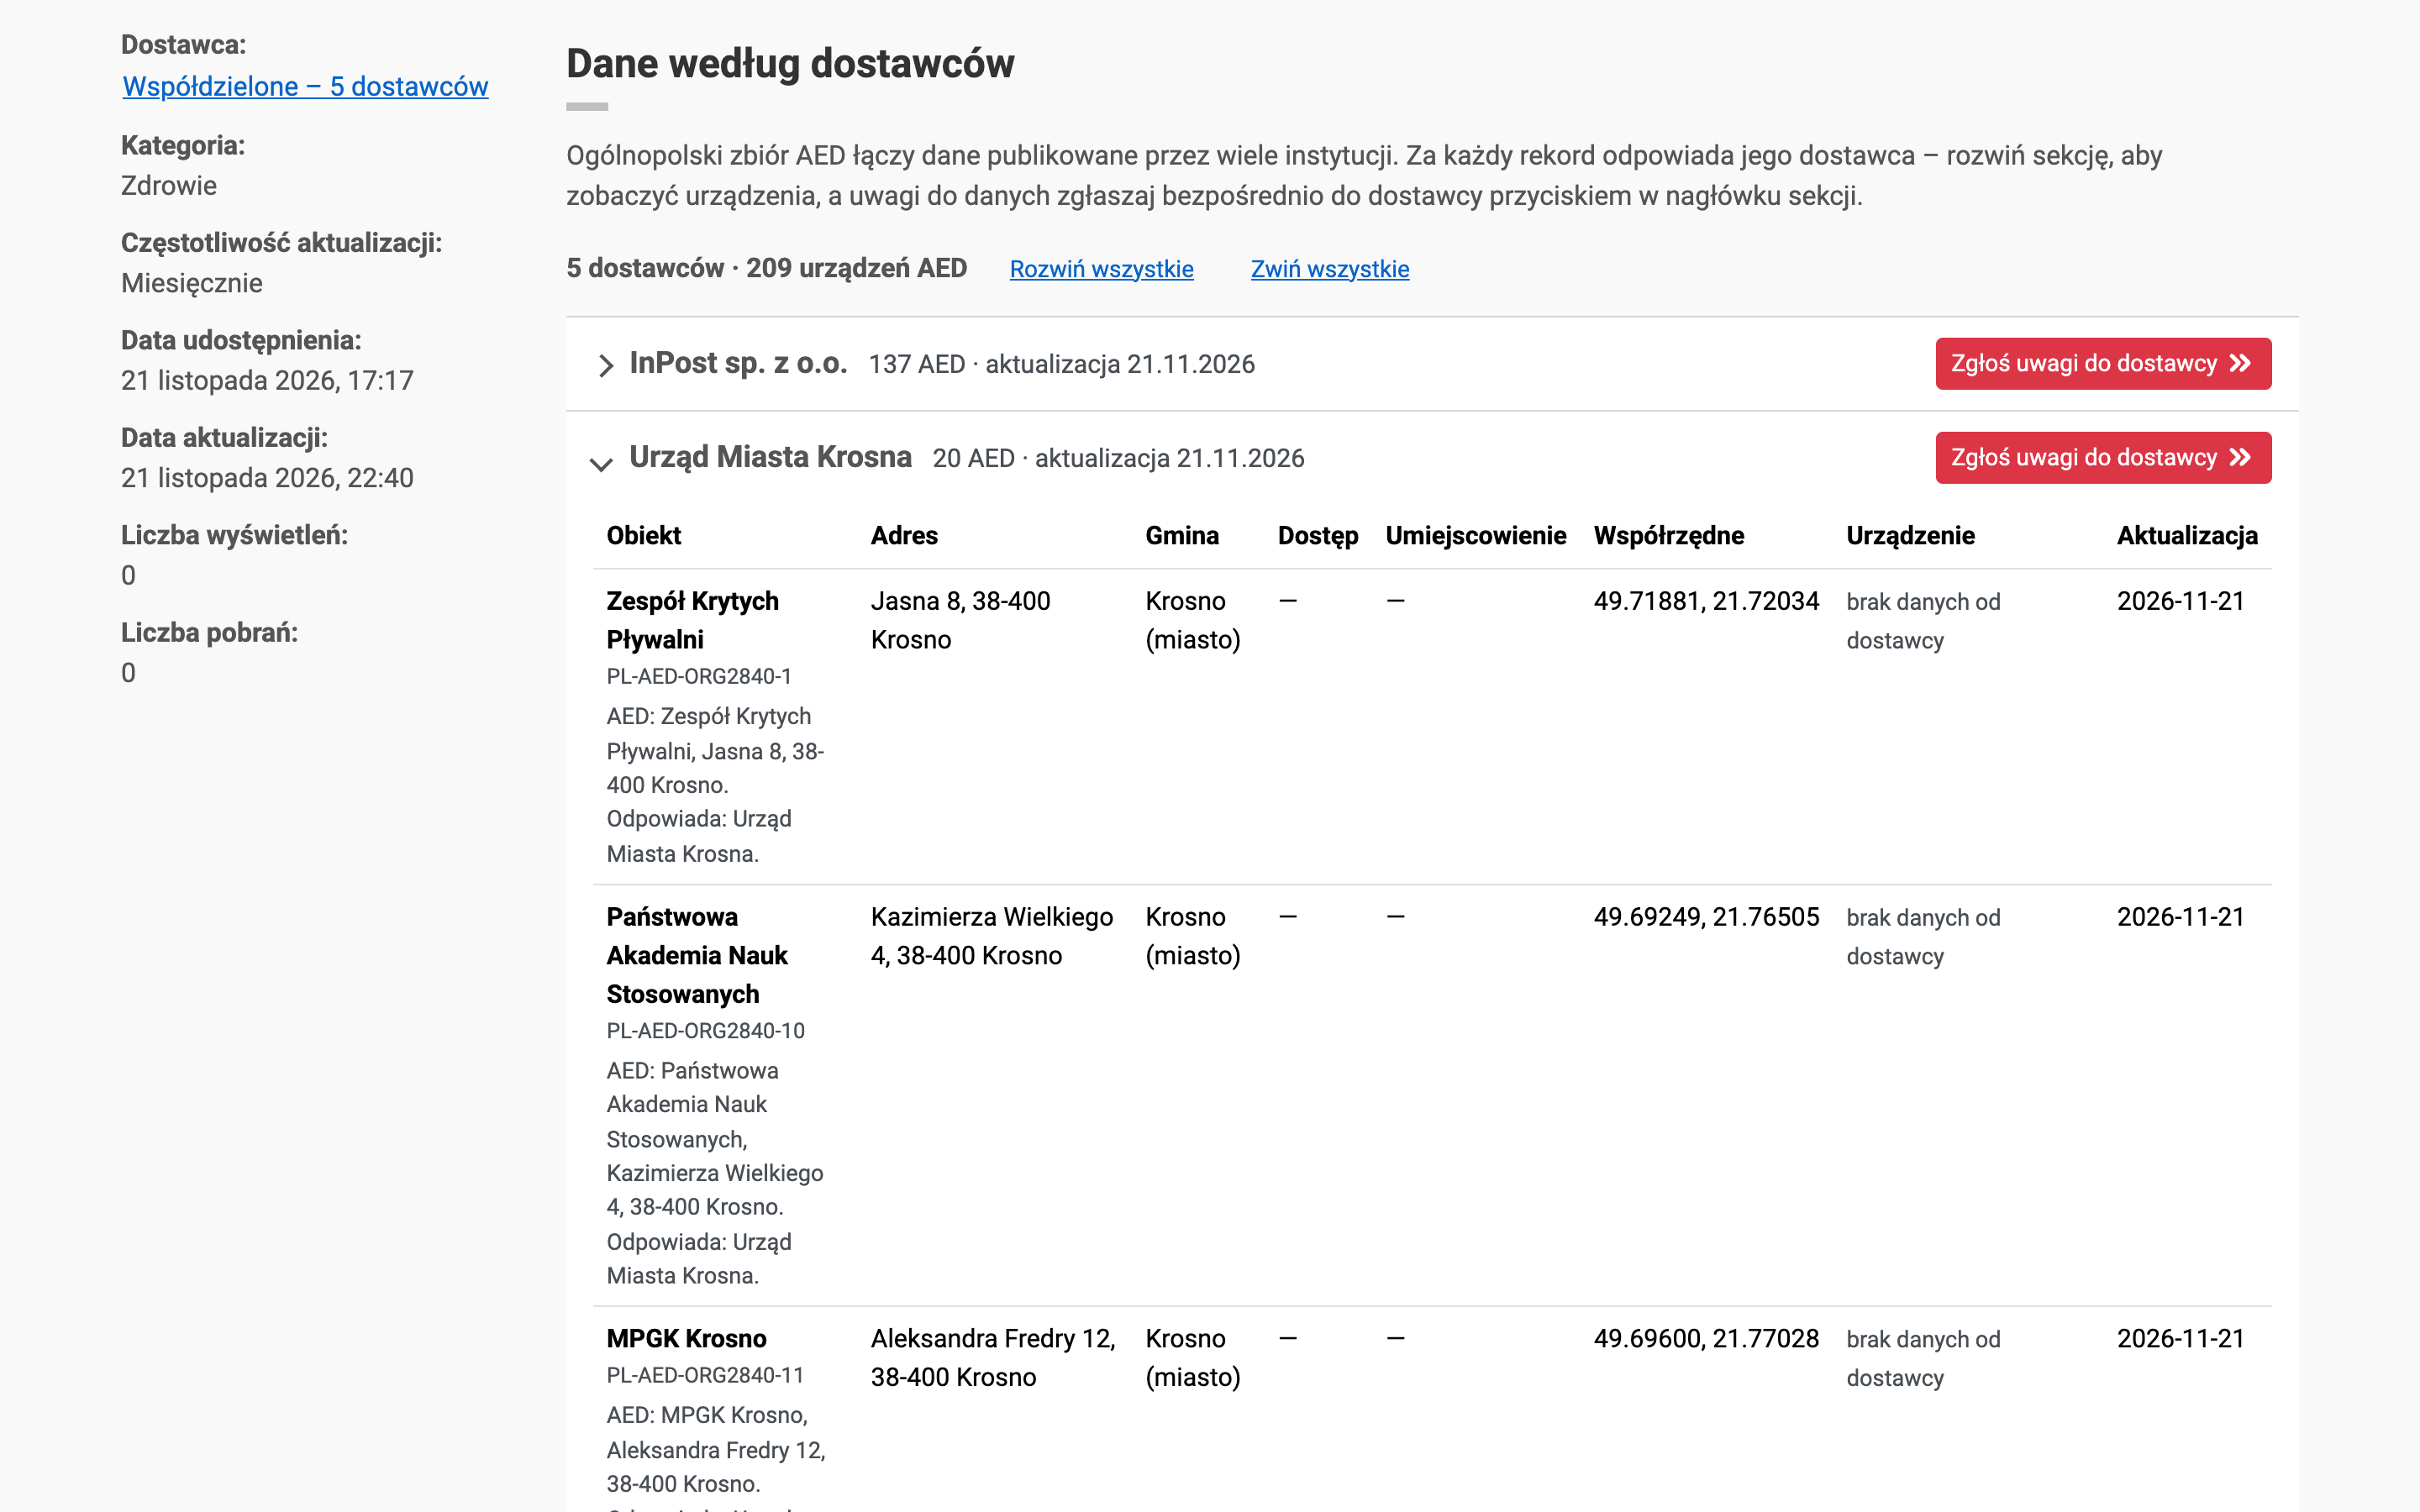 Dostawca:
Współdzielone – 5 dostawców
Kategoria:
Zdrowie
Częstotliwość aktualizacji:
Miesięcznie
Data udostępnienia:
21 listopada 2026, 17:17
Data aktualizacji:
21 listopada 2026, 22:40
Liczba wyświetleń:
0
Liczba pobrań:
0
Dane według dostawców
Ogólnopolski zbiór AED łączy dane publikowane przez wiele instytucji. Za każdy rekord odpowiada jego dostawca – rozwiń sekcję, aby
zobaczyć urządzenia, a uwagi do danych zgłaszaj bezpośrednio do dostawcy przyciskiem w nagłówku sekcji.
5 dostawców · 209 urządzeń AED Rozwiń wszystkie Zwiń wszystkie
InPost sp. z o.o. 137 AED · aktualizacja 21.11.2026 Zgłoś uwagi do dostawcy
Urząd Miasta Krosna 20 AED · aktualizacja 21.11.2026 Zgłoś uwagi do dostawcy
Obiekt Adres Gmina Dostęp Umiejscowienie Współrzędne Urządzenie Aktualizacja
Zespół Krytych Jasna 8, 38-400 Krosno — — 49.71881, 21.72034 brak danych od 2026-11-21
Pływalni Krosno (miasto) dostawcy
PL-AED-ORG2840-1
AED: Zespół Krytych
Pływalni, Jasna 8, 38-
400 Krosno.
Odpowiada: Urząd
Miasta Krosna.
Państwowa Kazimierza Wielkiego Krosno — — 49.69249, 21.76505 brak danych od 2026-11-21
Akademia Nauk 4, 38-400 Krosno (miasto) dostawcy
Stosowanych
PL-AED-ORG2840-10
AED: Państwowa
Akademia Nauk
Stosowanych,
Kazimierza Wielkiego
4, 38-400 Krosno.
Odpowiada: Urząd
Miasta Krosna.
MPGK Krosno Aleksandra Fredry 12, Krosno — — 49.69600, 21.77028 brak danych od 2026-11-21
PL-AED-ORG2840-11 38-400 Krosno (miasto) dostawcy
AED: MPGK Krosno,
Aleksandra Fredry 12,
38-400 Krosno.